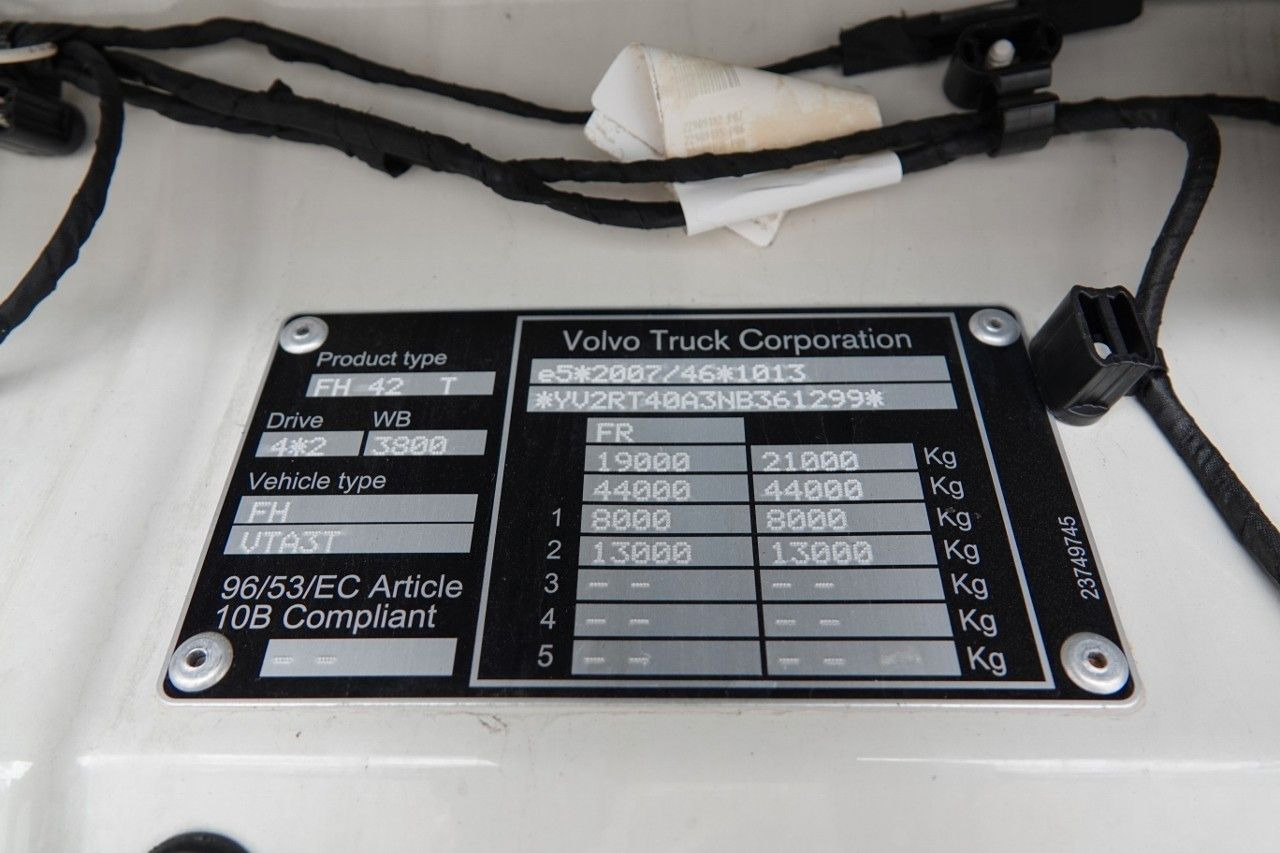 Product type
FH 42 T
Drive WB
4*2 3800
Vehicle type
FH
VTA3T
96/53/EC Article
10B Compliant
-- --
Volvo Truck Corporation
e5*2007/46*1013
*YV2RT40A3NB361299*
FR
19000 21000 Kg
44000 44000 Kg
1 8000 8000 Kg
2 13000 13000 Kg
3 -- -- -- -- Kg
4 -- -- -- -- Kg
5 -- -- -- -- Kg
23749745